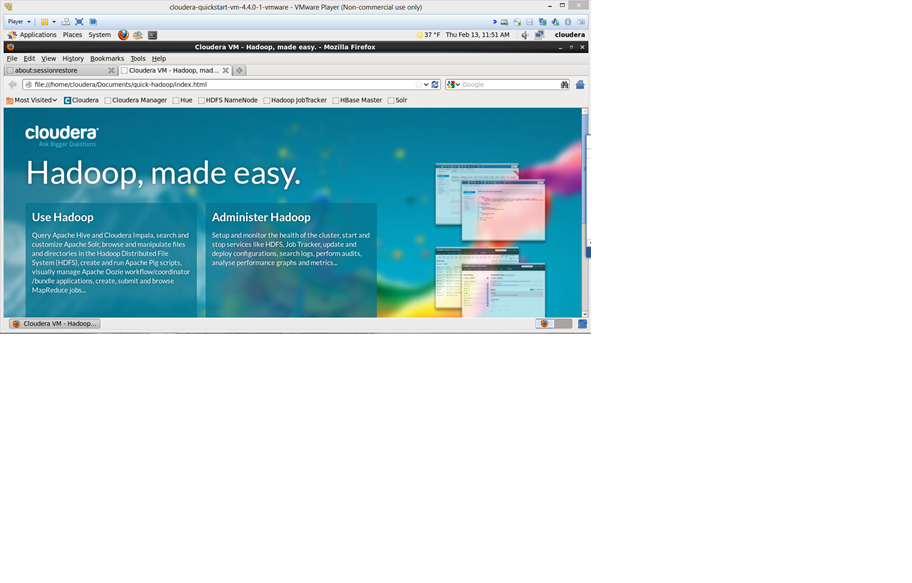 cloudera-quickstart-vm-4.4.0-1-vmware - VMware Player (Non-commercial use only)
Player
Applications Places System 37 °F Thu Feb 13, 11:51 AM cloudera
Cloudera VM - Hadoop, made easy. - Mozilla Firefox
File Edit View History Bookmarks Tools Help
about:sessionrestore Cloudera VM - Hadoop, mad...
file:///home/cloudera/Documents/quick-hadoop/index.html Google
Most Visited Cloudera Cloudera Manager Hue HDFS NameNode Hadoop JobTracker HBase Master Solr
cloudera
Ask Bigger Questions
Hadoop, made easy.
Use Hadoop
Query Apache Hive and Cloudera Impala, search and
customize Apache Solr, browse and manipulate files
and directories in the Hadoop Distributed File
System (HDFS), create and run Apache Pig scripts,
visually manage Apache Oozie workflow/coordinator
/bundle applications, create, submit and browse
MapReduce jobs...
Administer Hadoop
Setup and monitor the health of the cluster, start and
stop services like HDFS, Job Tracker, update and
deploy configurations, search logs, perform audits,
analyse performance graphs and metrics...
Cloudera VM - Hadoop...